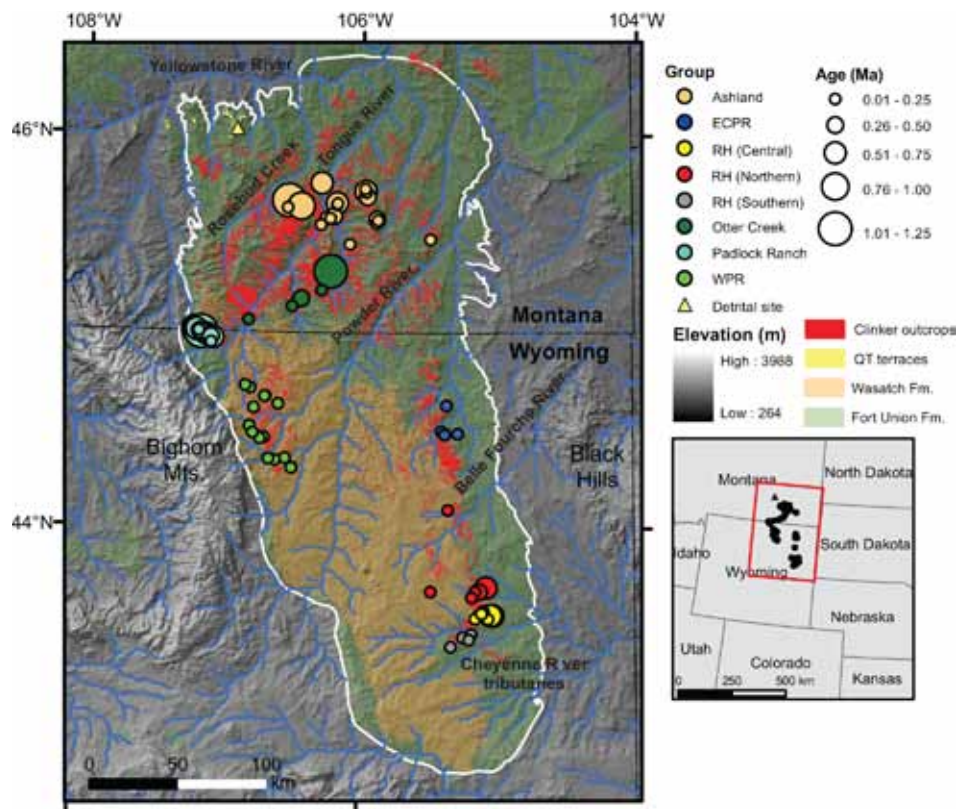 108°W
106°W
104°W
Yellowstone River
46°N
Rosebud Creek
Tongue River
Powder River
Montana
Wyoming
Bighorn
Mts.
Belle Fourche River
Black
Hills
44°N
Cheyenne River
tributaries
0
50
100
km
Group
Ashland
ECPR
RH (Central)
RH (Northern)
RH (Southern)
Otter Creek
Padlock Ranch
WPR
Detrital site
Age (Ma)
0.01 - 0.25
0.26 - 0.50
0.51 - 0.75
0.76 - 1.00
1.01 - 1.25
Elevation (m)
High : 3988
Low : 264
Clinker outcrops
QT terraces
Wasatch Fm.
Fort Union Fm.
Montana
North Dakota
South Dakota
Idaho
Wyoming
Nebraska
Utah
Colorado
Kansas
0
250
500 km